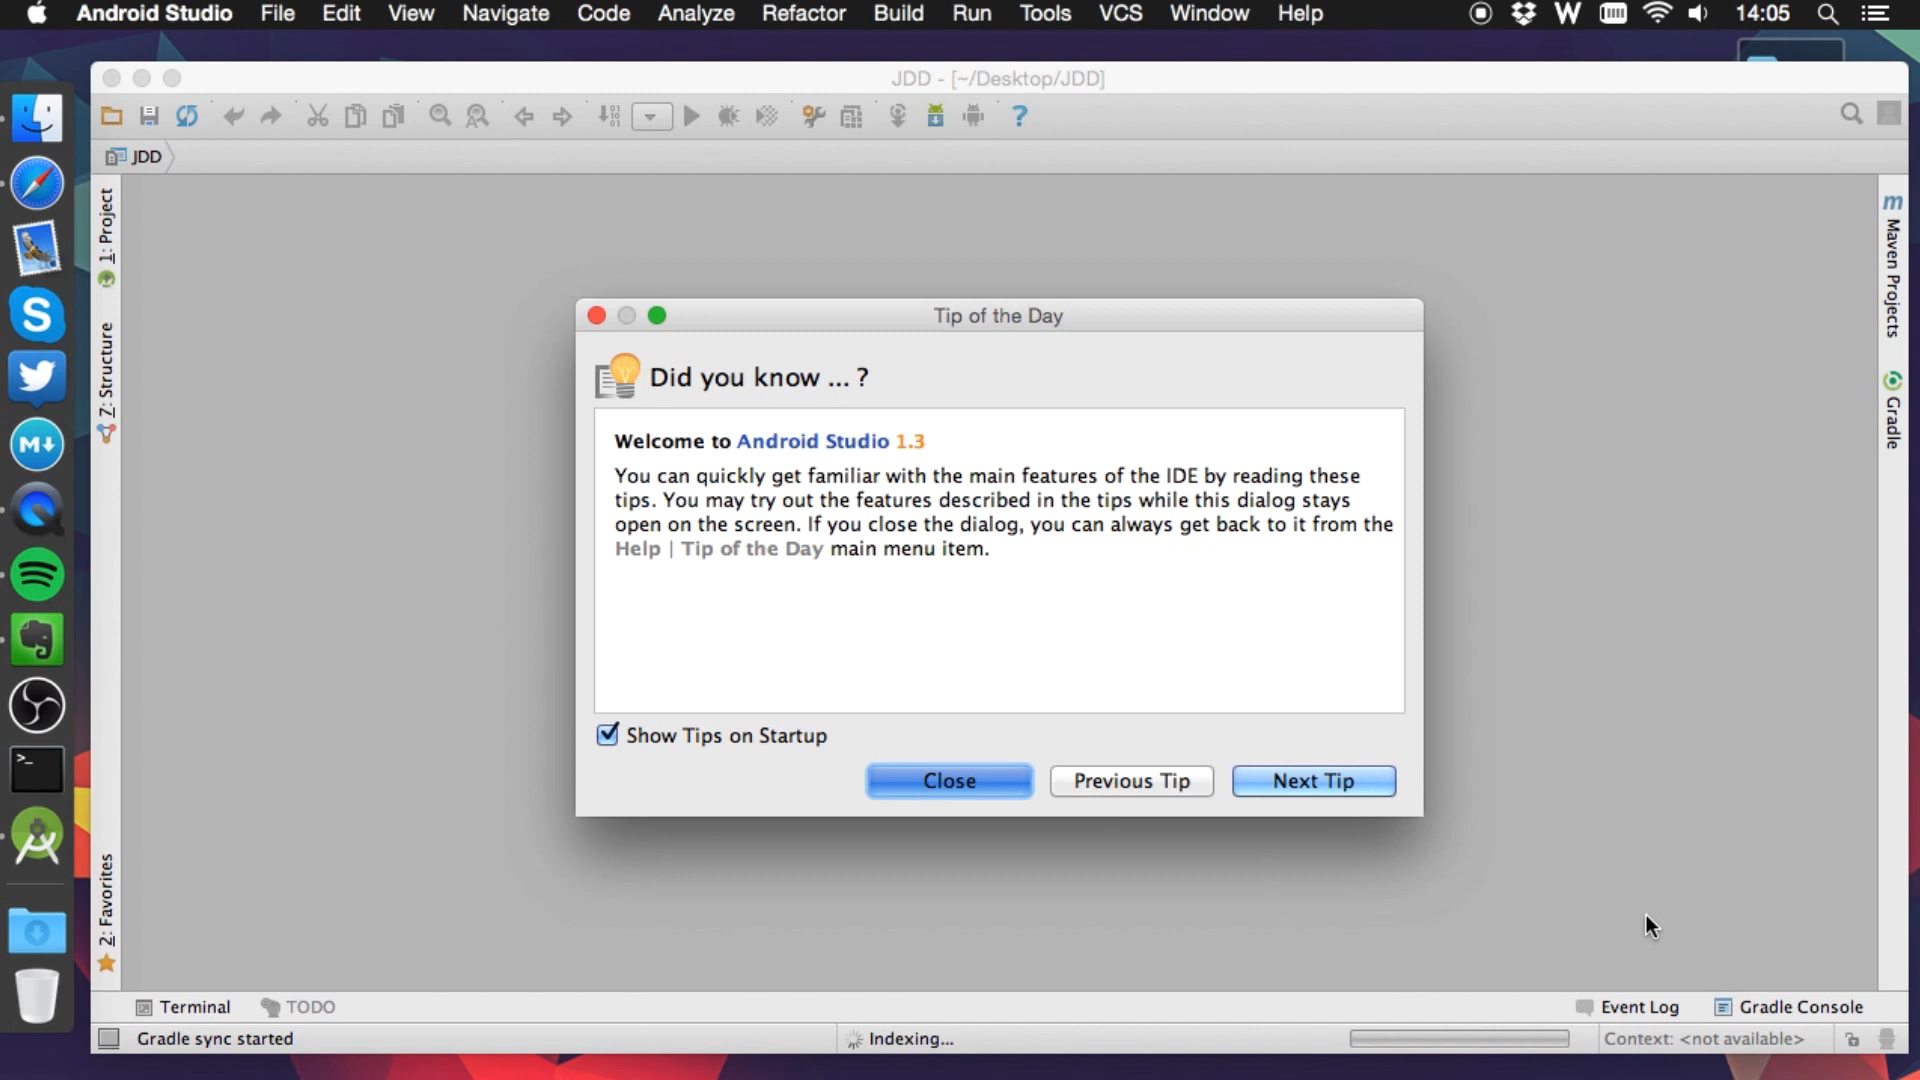 Android Studio File Edit View Navigate Code Analyze Refactor Build Run Tools VCS Window Help 14:05
JDD - [~/Desktop/JDD]
JDD
1: Project
7: Structure
2: Favorites
Maven Projects
Gradle
Tip of the Day
Did you know ... ?
Welcome to Android Studio 1.3
You can quickly get familiar with the main features of the IDE by reading these
tips. You may try out the features described in the tips while this dialog stays
open on the screen. If you close the dialog, you can always get back to it from the
Help | Tip of the Day main menu item.
Show Tips on Startup
Close Previous Tip Next Tip
Terminal TODO Event Log Gradle Console
Gradle sync started Indexing... Context: <not available>